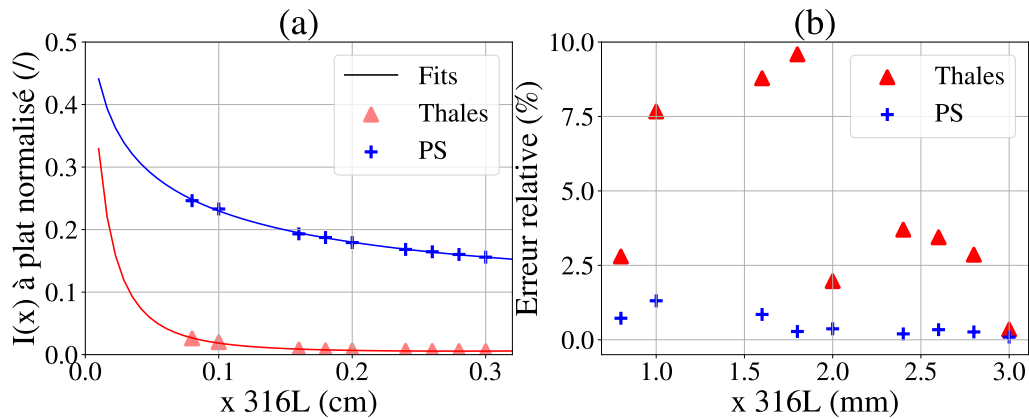 (a)
I(x) à plat normalisé (/)
0.5
0.4
0.3
0.2
0.1
0.0
0.0 0.1 0.2 0.3
x 316L (cm)
Fits
Thales
PS
(b)
Erreur relative (%)
10.0
7.5
5.0
2.5
0.0
1.0 1.5 2.0 2.5 3.0
x 316L (mm)
Thales
PS